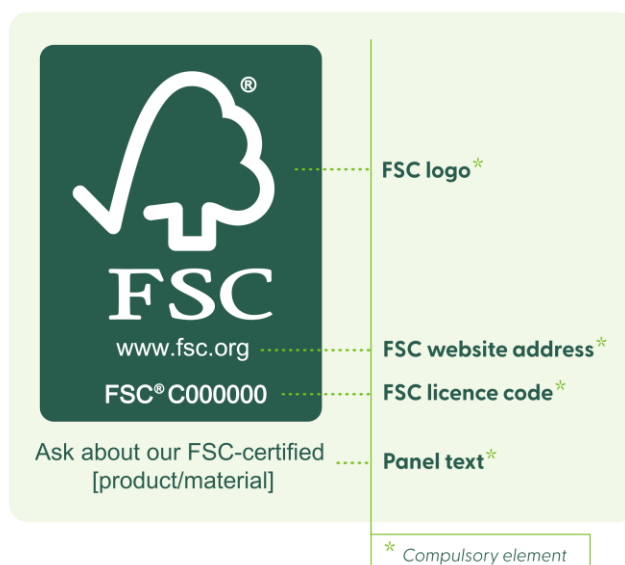 ®
FSC
www.fsc.org
FSC® C000000
Ask about our FSC-certified
[product/material]
FSC logo*
FSC website address*
FSC licence code*
Panel text*
* Compulsory element